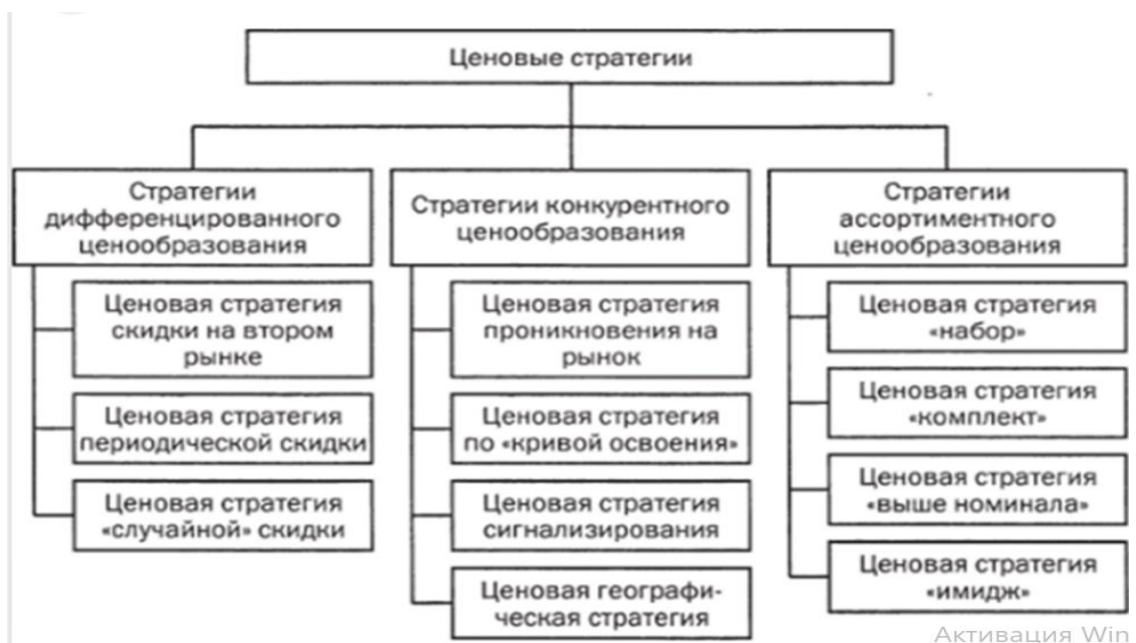 Ценовые стратегии
Стратегии
дифференцированного
ценообразования
Ценовая стратегия
скидки на втором
рынке
Ценовая стратегия
периодической скидки
Ценовая стратегия
«случайной» скидки
Стратегии конкурентного
ценообразования
Ценовая стратегия
проникновения на
рынок
Ценовая стратегия
по «кривой освоения»
Ценовая стратегия
сигнализирования
Ценовая географи-
ческая стратегия
Стратегии
ассортиментного
ценообразования
Ценовая стратегия
«набор»
Ценовая стратегия
«комплект»
Ценовая стратегия
«выше номинала»
Ценовая стратегия
«имидж»
Активация Win